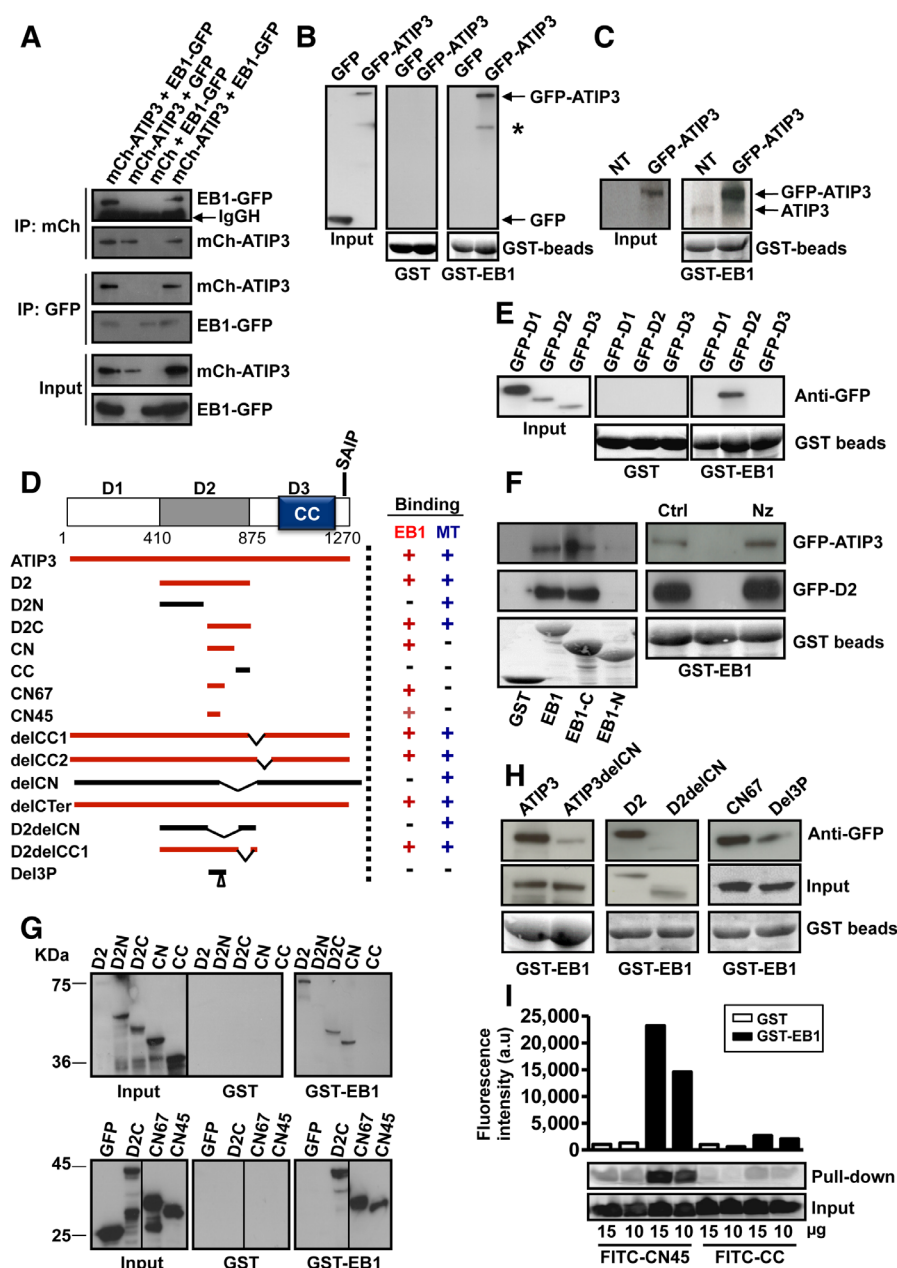 A
mCh-ATIP3 + EB1-GFP
mCh-ATIP3 + GFP
mCh + EB1-GFP
mCh-ATIP3 + EB1-GFP
IP: mCh
EB1-GFP
IgGH
mCh-ATIP3
IP: GFP
mCh-ATIP3
EB1-GFP
Input
mCh-ATIP3
EB1-GFP
B
GFP
GFP-ATIP3
GFP
GFP-ATIP3
GFP
GFP-ATIP3
GFP-ATIP3
*
GFP
Input
GST-beads
GST
GST-EB1
C
NT
GFP-ATIP3
NT
GFP-ATIP3
GFP-ATIP3
ATIP3
Input
GST-beads
GST-EB1
D
SAIP
D1 D2 D3
CC
1 410 875 1270
Binding
EB1 MT
ATIP3 + +
D2 + +
D2N - +
D2C + +
CN + -
CC - -
CN67 + -
CN45 + -
delCC1 + +
delCC2 + +
delCN - +
delCTer + +
D2delCN - +
D2delCC1 + +
Del3P - -
E
GFP-D1
GFP-D2
GFP-D3
GFP-D1
GFP-D2
GFP-D3
GFP-D1
GFP-D2
GFP-D3
Anti-GFP
Input
GST beads
GST
GST-EB1
F
Ctrl Nz
GFP-ATIP3
GFP-D2
GST beads
GST-EB1
GST
EB1
EB1-C
EB1-N
G
KDa
D2
D2N
D2C
CN
CC
D2
D2N
D2C
CN
CC
D2
D2N
D2C
CN
CC
75
36
Input
GST
GST-EB1
GFP
D2C
CN67
CN45
GFP
D2C
CN67
CN45
GFP
D2C
CN67
CN45
45
25
Input
GST
GST-EB1
H
ATIP3
ATIP3delCN
D2
D2delCN
CN67
Del3P
Anti-GFP
Input
GST beads
GST-EB1
GST-EB1
GST-EB1
I
GST
GST-EB1
Fluorescence
intensity (a.u)
25,000
20,000
15,000
10,000
5,000
0
Pull-down
Input
15 10 15 10 15 10 15 10 µg
FITC-CN45
FITC-CC